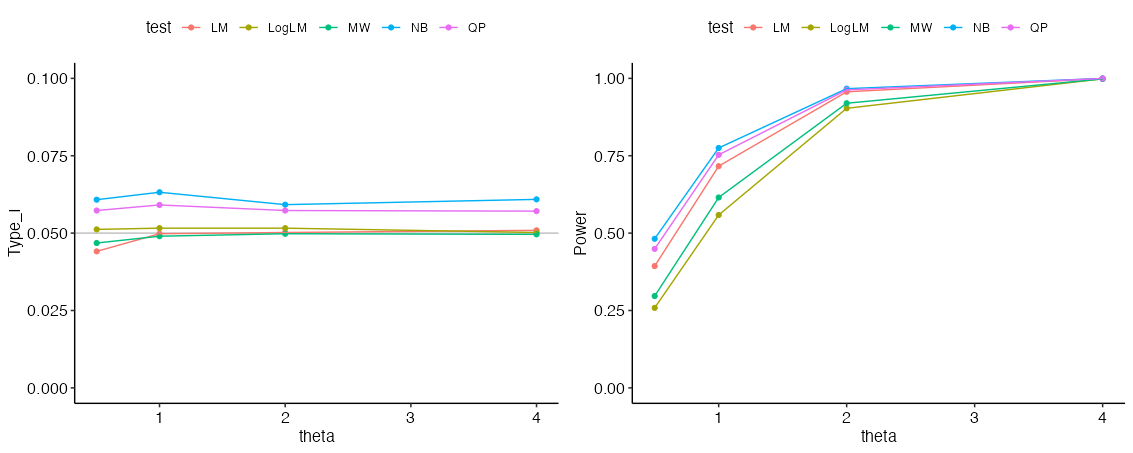 test LM LogLM MW NB QP
0.100
0.075
0.050
0.025
0.000
Type_I
1 2 3 4
theta
test LM LogLM MW NB QP
1.00
0.75
0.50
0.25
0.00
Power
1 2 3 4
theta